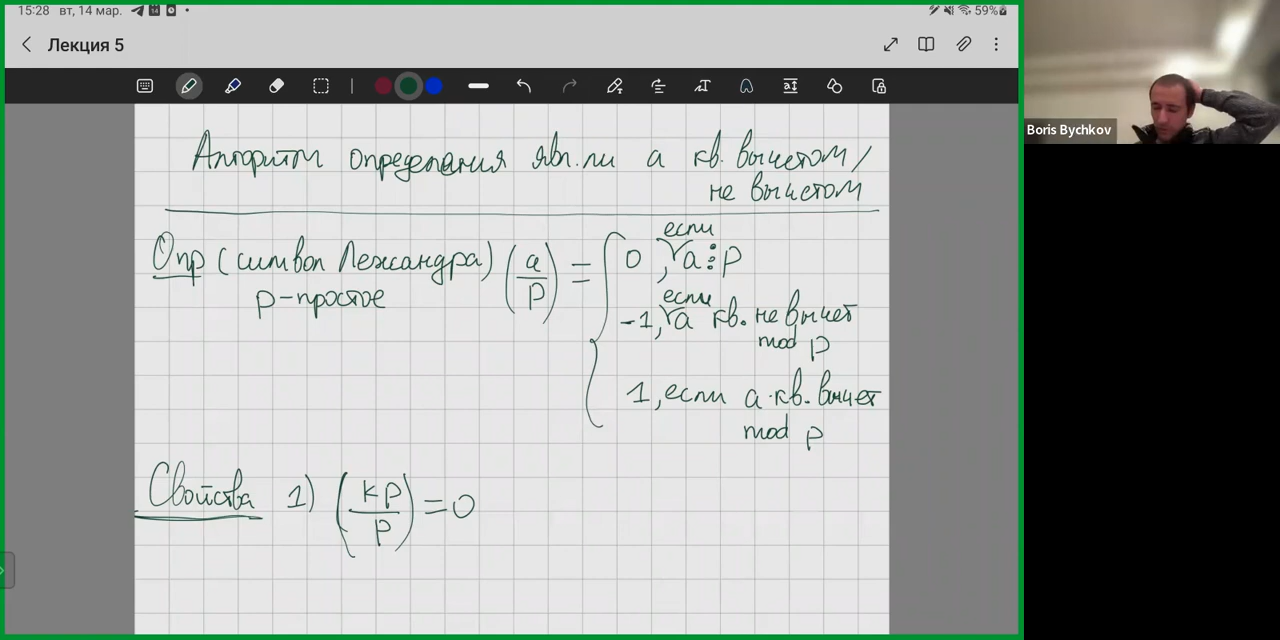 15:28 вт, 14 мар.
59%
Лекция 5
Boris Bychkov
Алгоритм определения явл. ли a кв. вычетом /
не вычетом
Опр (символ Лежандра) (a/p) = { 0, если a ⋮ p
p - простое
-1, если a кв. не вычет
mod p
1, если a кв. вычет
mod p
Свойства 1) (kp/p) = 0